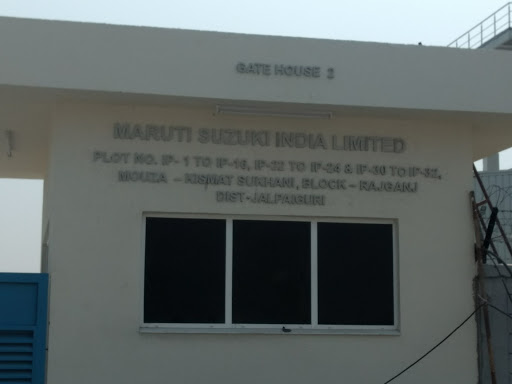 GATE HOUSE 2
MARUTI SUZUKI INDIA LIMITED
PLOT NO. IP- 1 TO IP-16, IP-22 TO IP-24 & IP-30 TO IP-32,
MOUZA - KISMAT SUKHANI, BLOCK - RAJGANJ
DIST-JALPAIGURI